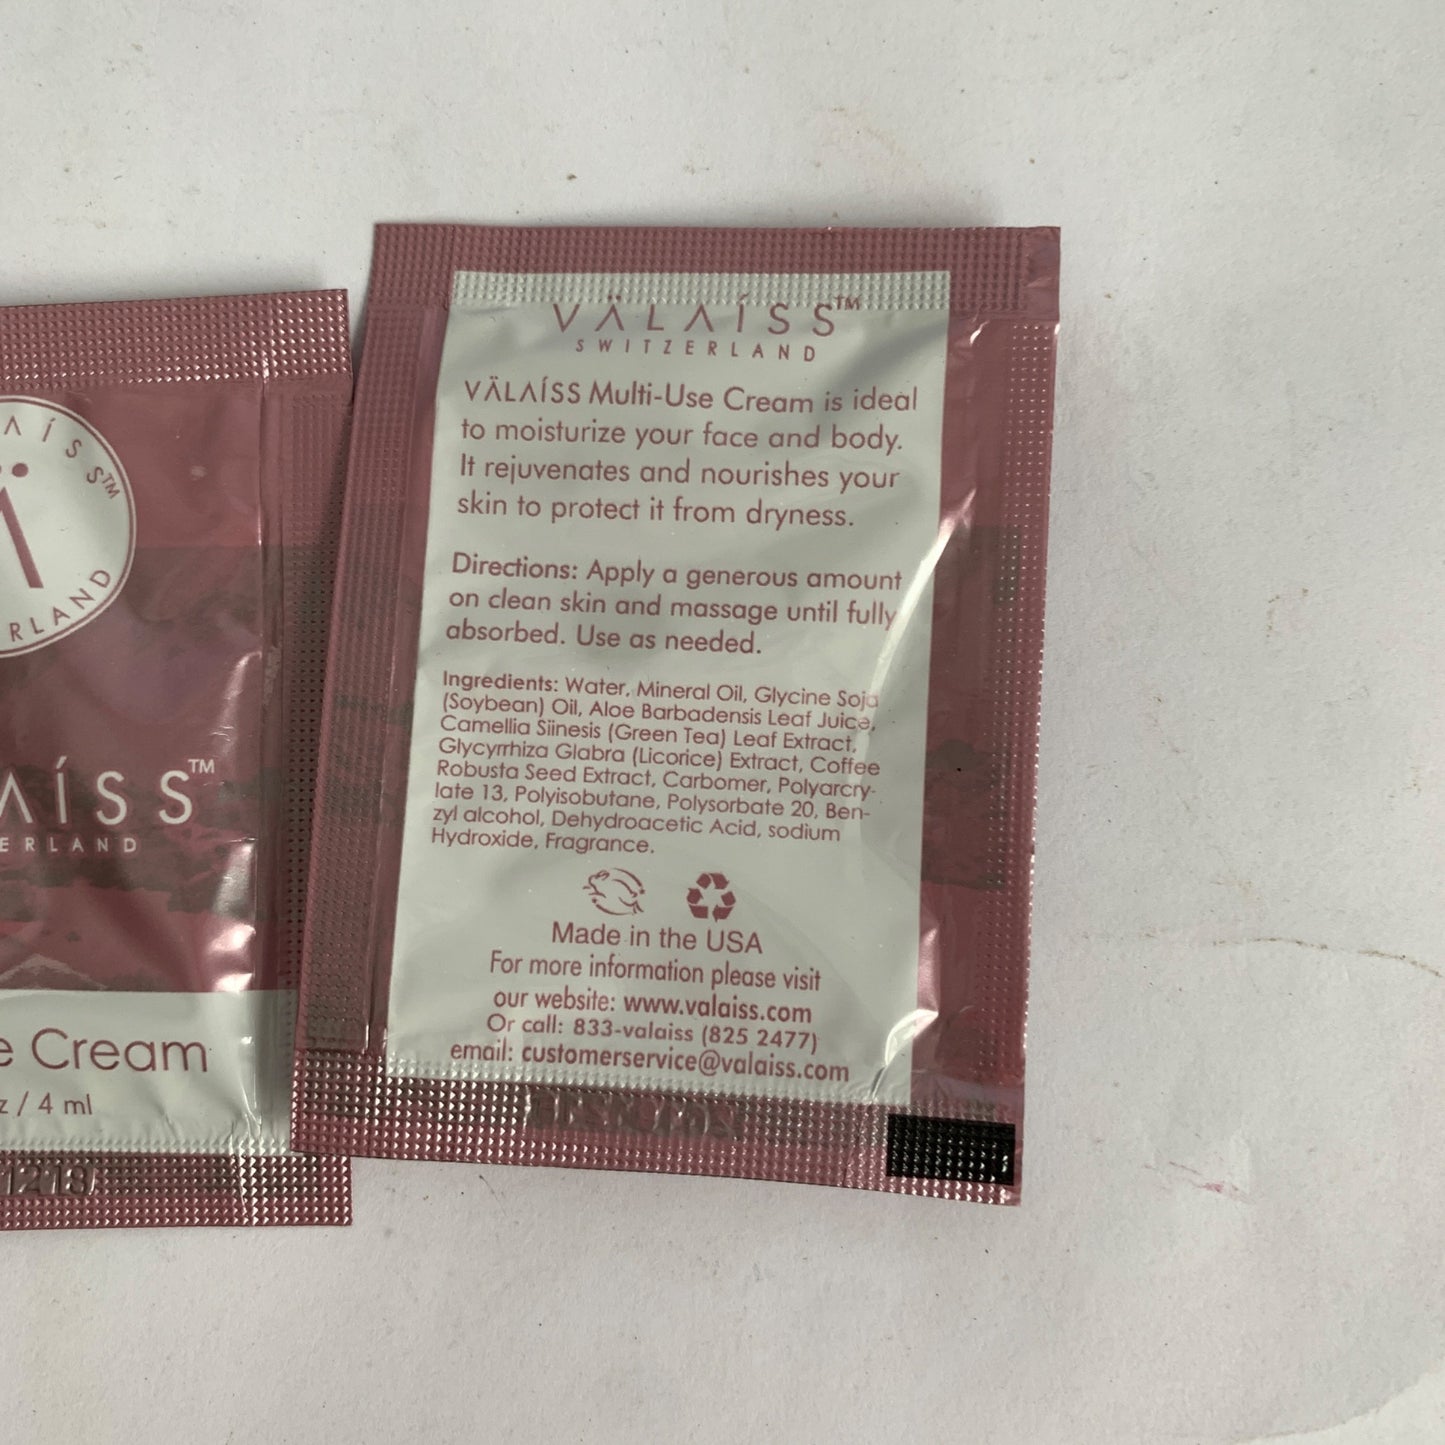 VÄLAÍSS™
SWITZERLAND
VÄLAÍSS Multi-Use Cream is ideal
to moisturize your face and body.
It rejuvenates and nourishes your
skin to protect it from dryness.
Directions: Apply a generous amount
on clean skin and massage until fully
absorbed. Use as needed.
Ingredients: Water, Mineral Oil, Glycine Soja
(Soybean) Oil, Aloe Barbadensis Leaf Juice,
Camellia Siinesis (Green Tea) Leaf Extract,
Glycyrrhiza Glabra (Licorice) Extract, Coffee
Robusta Seed Extract, Carbomer, Polyarcry-
late 13, Polyisobutane, Polysorbate 20, Ben-
zyl alcohol, Dehydroacetic Acid, sodium
Hydroxide, Fragrance.
Made in the USA
For more information please visit
our website: www.valaiss.com
Or call: 833-valaiss (825 2477)
email: customerservice@valaiss.com
AÍSS™
RLAND
AÍSS™
ERLAND
e Cream
z / 4 ml